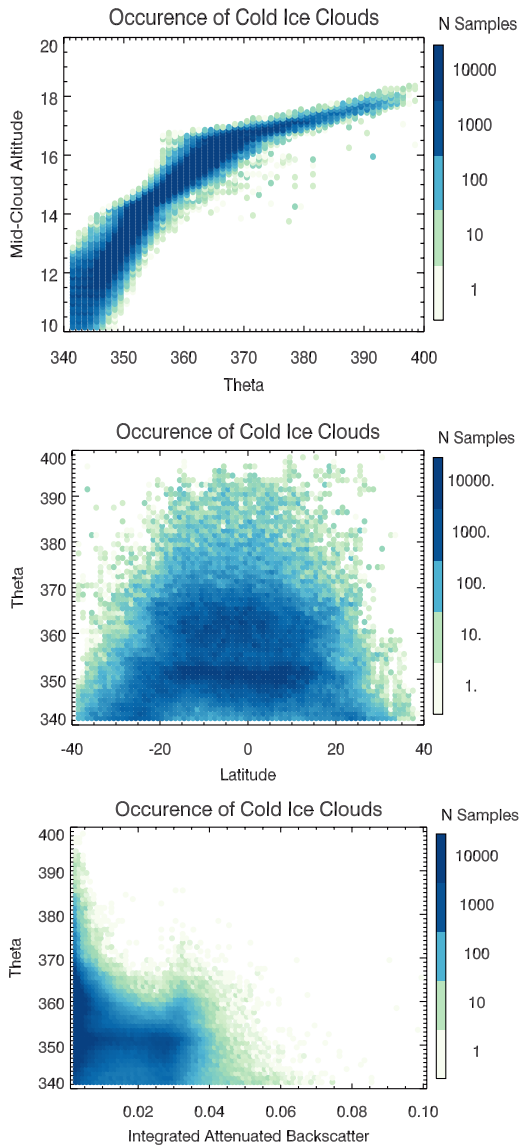 Occurence of Cold Ice Clouds
N Samples
20
18
16
14
12
10
Mid-Cloud Altitude
340 350 360 370 380 390 400
Theta
10000
1000
100
10
1
Occurence of Cold Ice Clouds
N Samples
400
390
380
370
360
350
340
Theta
-40 -20 0 20 40
Latitude
10000.
1000.
100.
10.
1.
Occurence of Cold Ice Clouds
N Samples
400
390
380
370
360
350
340
Theta
0.02 0.04 0.06 0.08 0.10
Integrated Attenuated Backscatter
10000
1000
100
10
1